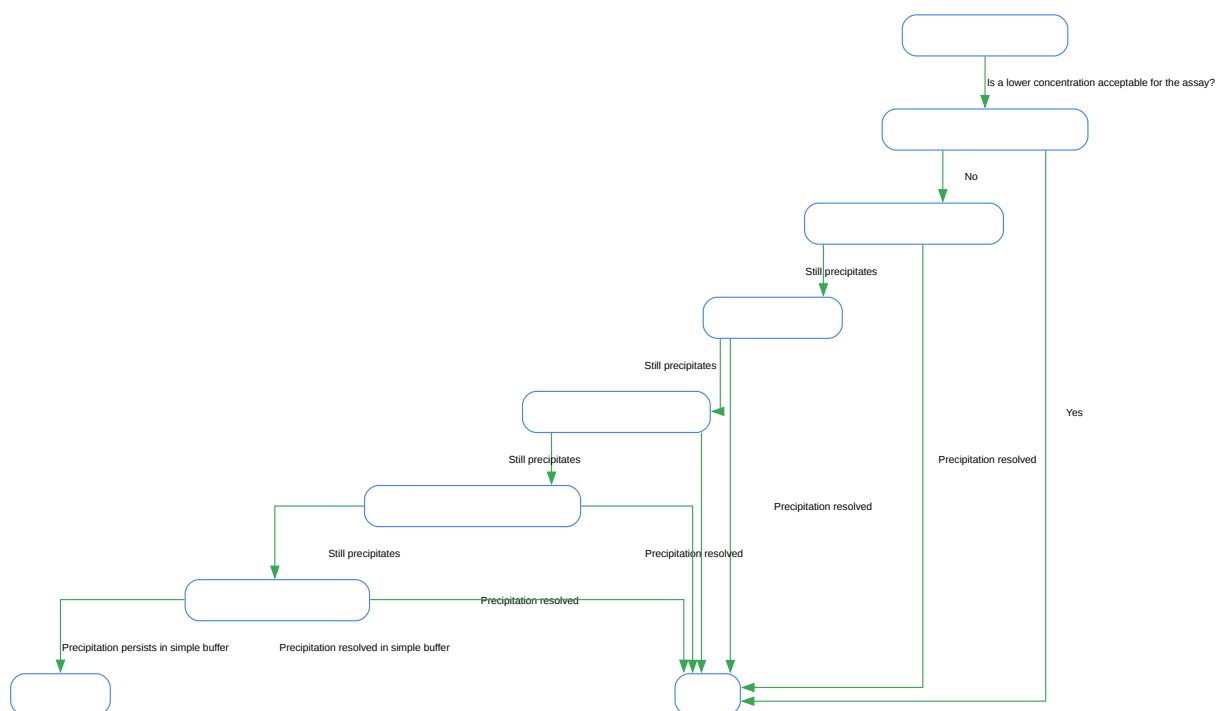 Is a lower concentration acceptable for the assay?
No
Still precipitates
Still precipitates
Yes
Still precipitates
Precipitation resolved
Precipitation resolved
Still precipitates
Precipitation resolved
Precipitation resolved
Precipitation persists in simple buffer
Precipitation resolved in simple buffer